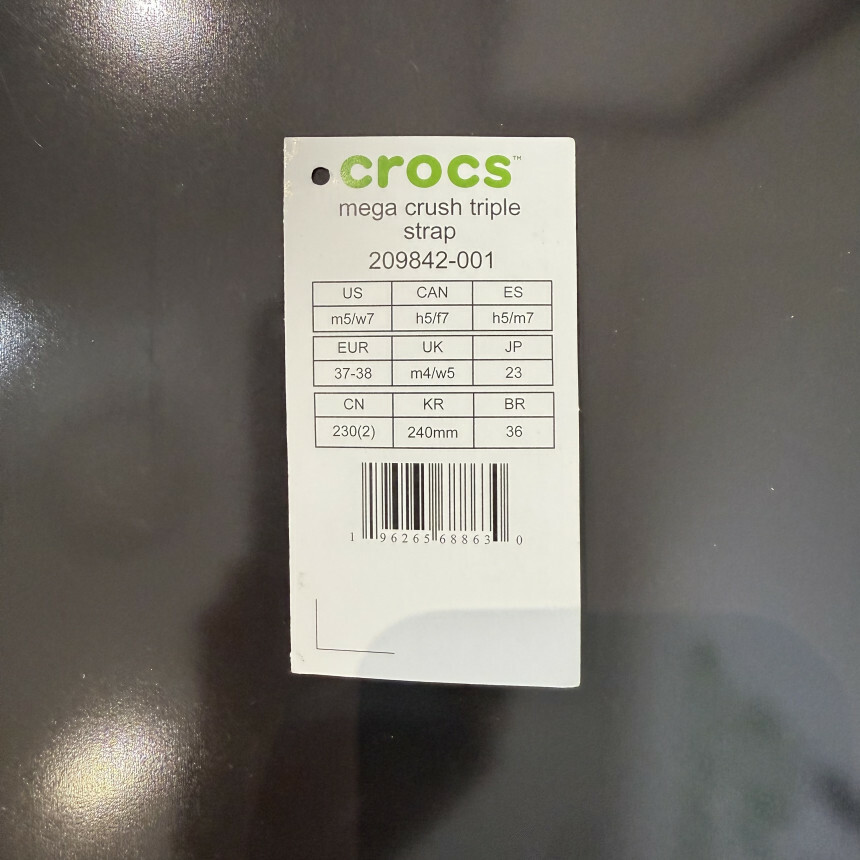 crocs™
mega crush triple
strap
209842-001
US CAN ES
m5/w7 h5/f7 h5/m7
EUR UK JP
37-38 m4/w5 23
CN KR BR
230(2) 240mm 36
1 96265 68863 0